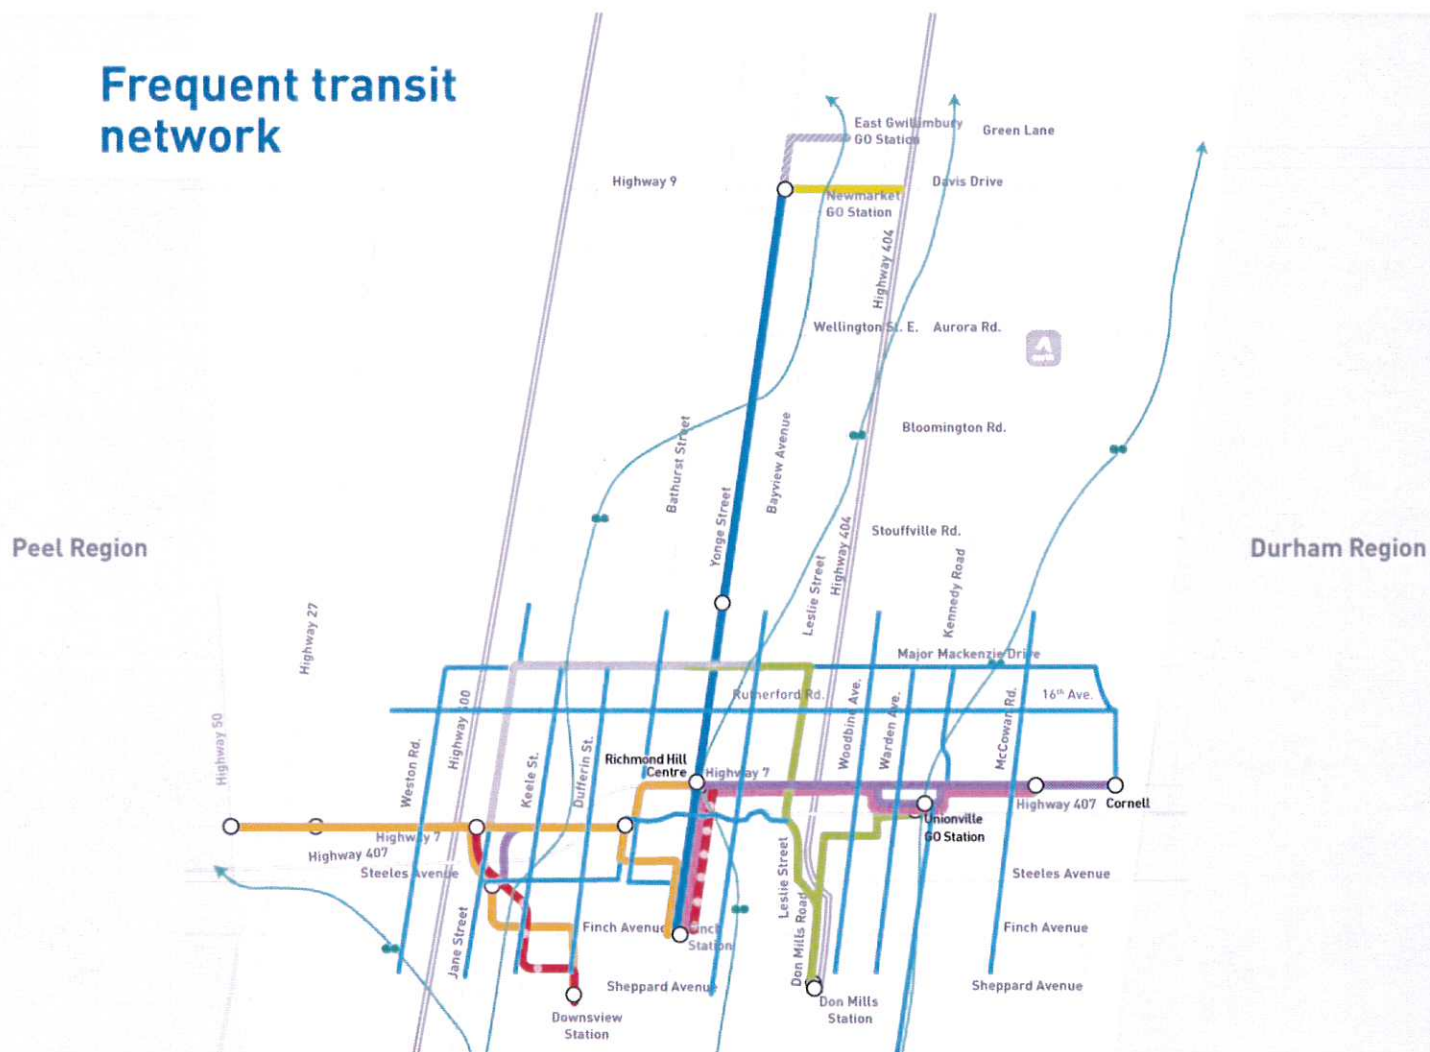 Frequent transit
network
East Gwillimbury
GO Station
Green Lane
Highway 9
Davis Drive
Newmarket
GO Station
Highway 404
Wellington St. E.
Aurora Rd.
north
Bathurst Street
Bayview Avenue
Bloomington Rd.
Yonge Street
Stouffville Rd.
Highway 404
Leslie Street
Kennedy Road
Peel Region
Durham Region
Highway 27
Major Mackenzie Drive
Rutherford Rd.
16th Ave.
Highway 50
Highway 400
Weston Rd.
Keele St.
Dufferin St.
Richmond Hill
Centre
Highway 7
Woodbine Ave.
Warden Ave.
McCowan Rd.
Highway 407
Cornell
Unionville
GO Station
Highway 7
Highway 407
Steeles Avenue
Leslie Street
Steeles Avenue
Jane Street
Finch Avenue
Finch
Station
Don Mills Road
Finch Avenue
Sheppard Avenue
Sheppard Avenue
Downsview
Station
Don Mills
Station